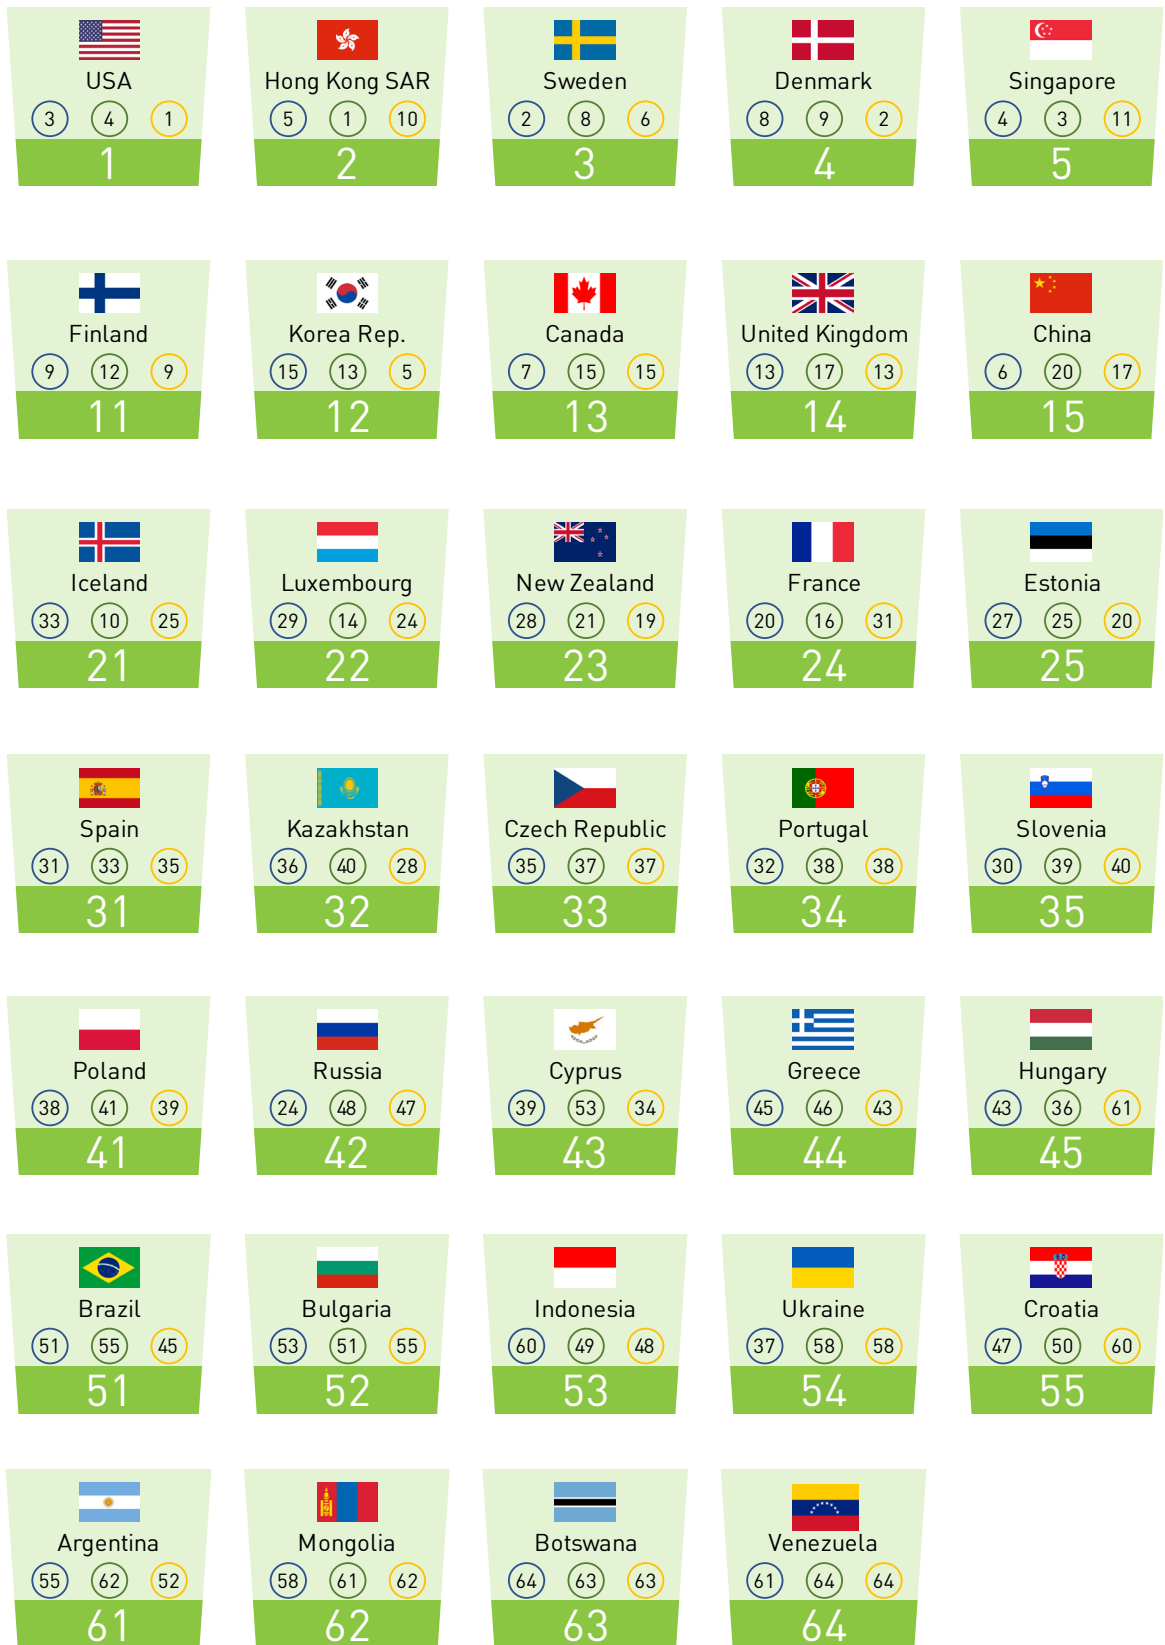 USA Hong Kong SAR Sweden Denmark Singapore
3 4 1 5 1 10 2 8 6 8 9 2 4 3 11
1 2 3 4 5
Finland Korea Rep. Canada United Kingdom China
9 12 9 15 13 5 7 15 15 13 17 13 6 20 17
11 12 13 14 15
Iceland Luxembourg New Zealand France Estonia
33 10 25 29 14 24 28 21 19 20 16 31 27 25 20
21 22 23 24 25
Spain Kazakhstan Czech Republic Portugal Slovenia
31 33 35 36 40 28 35 37 37 32 38 38 30 39 40
31 32 33 34 35
Poland Russia Cyprus Greece Hungary
38 41 39 24 48 47 39 53 34 45 46 43 43 36 61
41 42 43 44 45
Brazil Bulgaria Indonesia Ukraine Croatia
51 55 45 53 51 55 60 49 48 37 58 58 47 50 60
51 52 53 54 55
Argentina Mongolia Botswana Venezuela
55 62 52 58 61 62 64 63 63 61 64 64
61 62 63 64